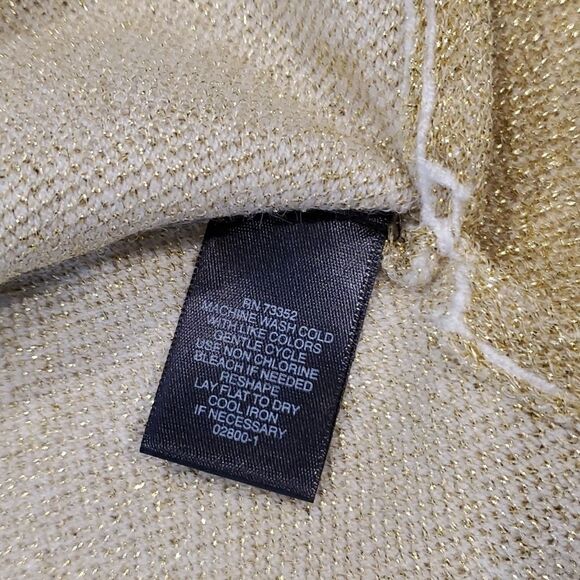 RN 73352
MACHINE WASH COLD
WITH LIKE COLORS
GENTLE CYCLE
USE NON CHLORINE
BLEACH IF NEEDED
RESHAPE
LAY FLAT TO DRY
COOL IRON
IF NECESSARY
02800-1